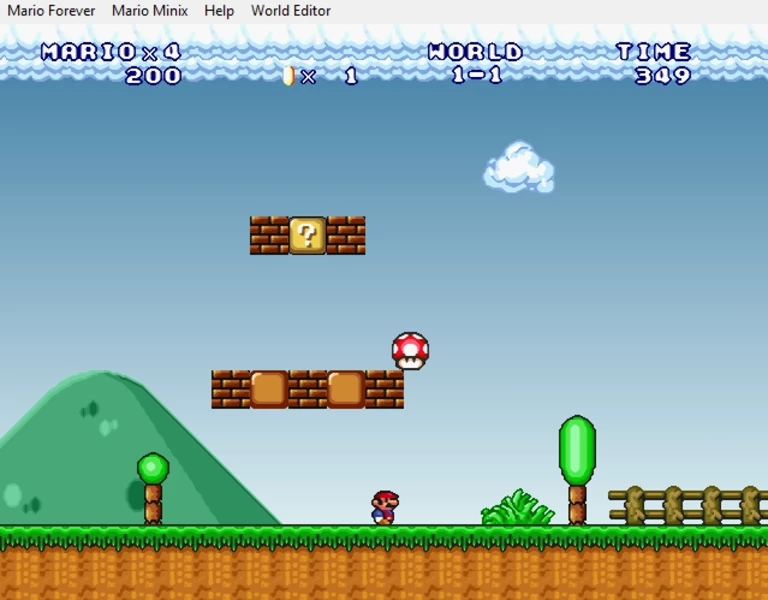 Mario Forever Mario Minix Help World Editor
MARIO × 4 WORLD TIME
200 × 1 1-1 349
?